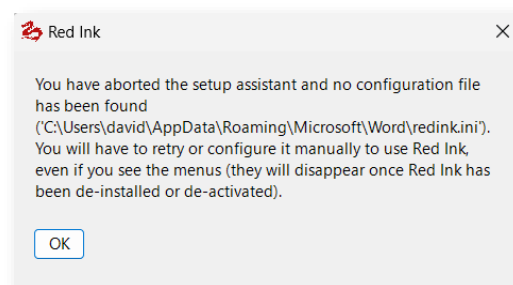 Red Ink
You have aborted the setup assistant and no configuration file
has been found
('C:\Users\david\AppData\Roaming\Microsoft\Word\redink.ini').
You will have to retry or configure it manually to use Red Ink,
even if you see the menus (they will disappear once Red Ink has
been de-installed or de-activated).
OK